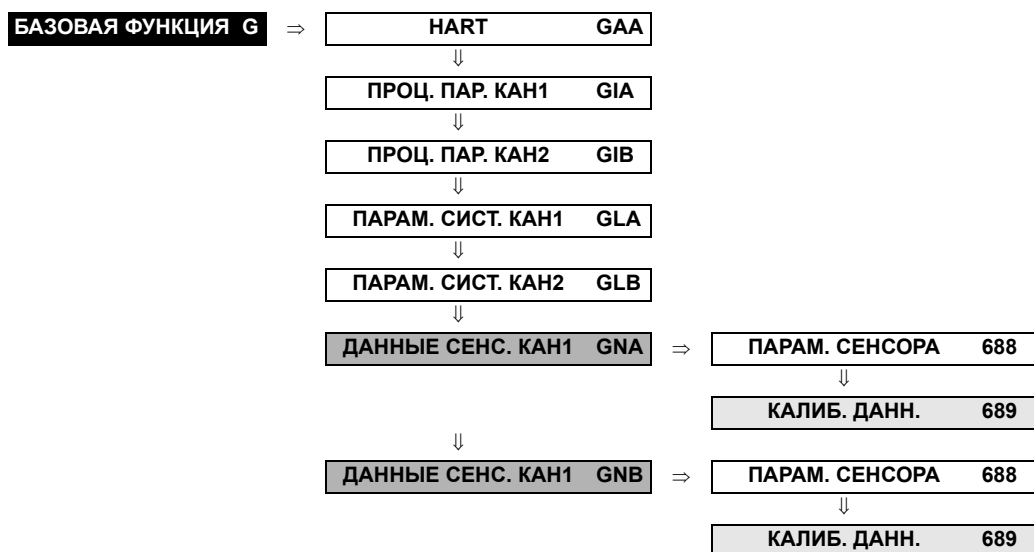 БАЗОВАЯ ФУНКЦИЯ G ⇒ HART GAA
⇓
ПРОЦ. ПАР. КАН1 GIA
⇓
ПРОЦ. ПАР. КАН2 GIB
⇓
ПАРАМ. СИСТ. КАН1 GLA
⇓
ПАРАМ. СИСТ. КАН2 GLB
⇓
ДАННЫЕ СЕНС. КАН1 GNA ⇒ ПАРАМ. СЕНСОРА 688
⇓
КАЛИБ. ДАНН. 689
⇓
ДАННЫЕ СЕНС. КАН1 GNB ⇒ ПАРАМ. СЕНСОРА 688
⇓
КАЛИБ. ДАНН. 689